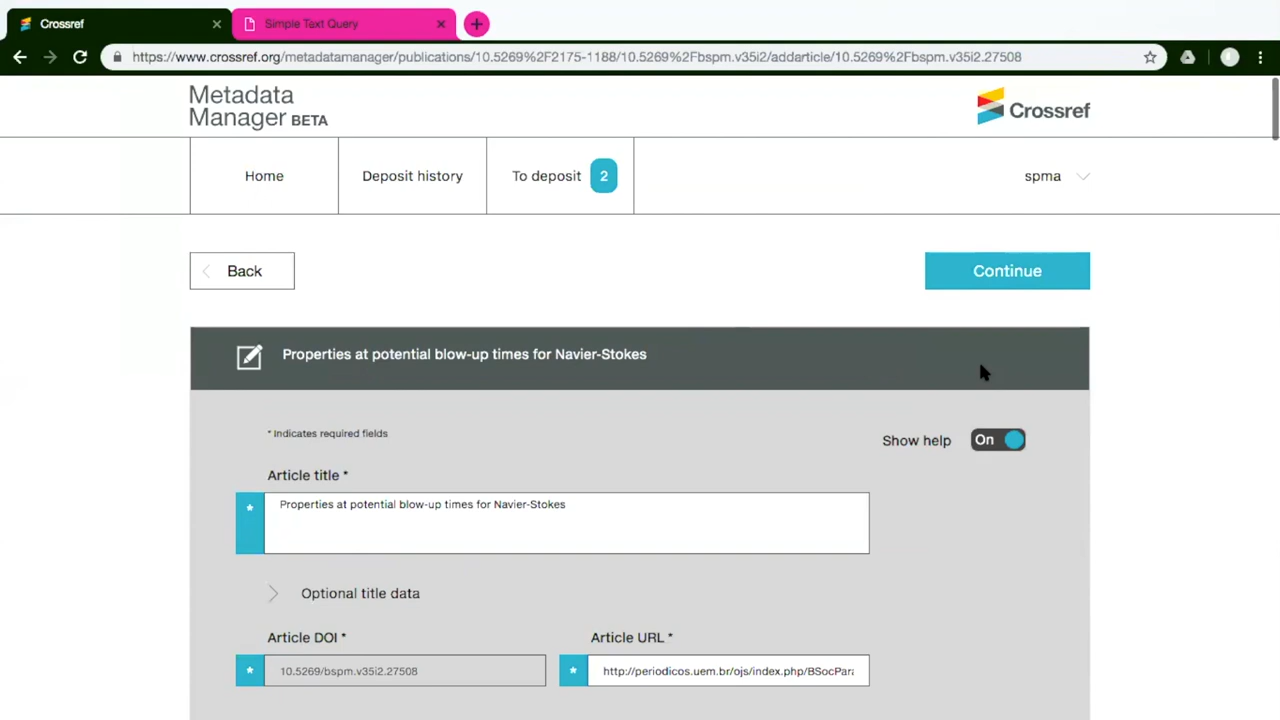 Crossref
Simple Text Query
https://www.crossref.org/metadatamanager/publications/10.5269%2F2175-1188/10.5269%2Fbspm.v35i2/addarticle/10.5269%2Fbspm.v35i2.27508
Metadata
Manager BETA
Crossref
Home
Deposit history
To deposit 2
spma
Back
Continue
Properties at potential blow-up times for Navier-Stokes
* Indicates required fields
Show help On
Article title *
* Properties at potential blow-up times for Navier-Stokes
Optional title data
Article DOI *
Article URL *
* 10.5269/bspm.v35i2.27508
* http://periodicos.uem.br/ojs/index.php/BSocPara